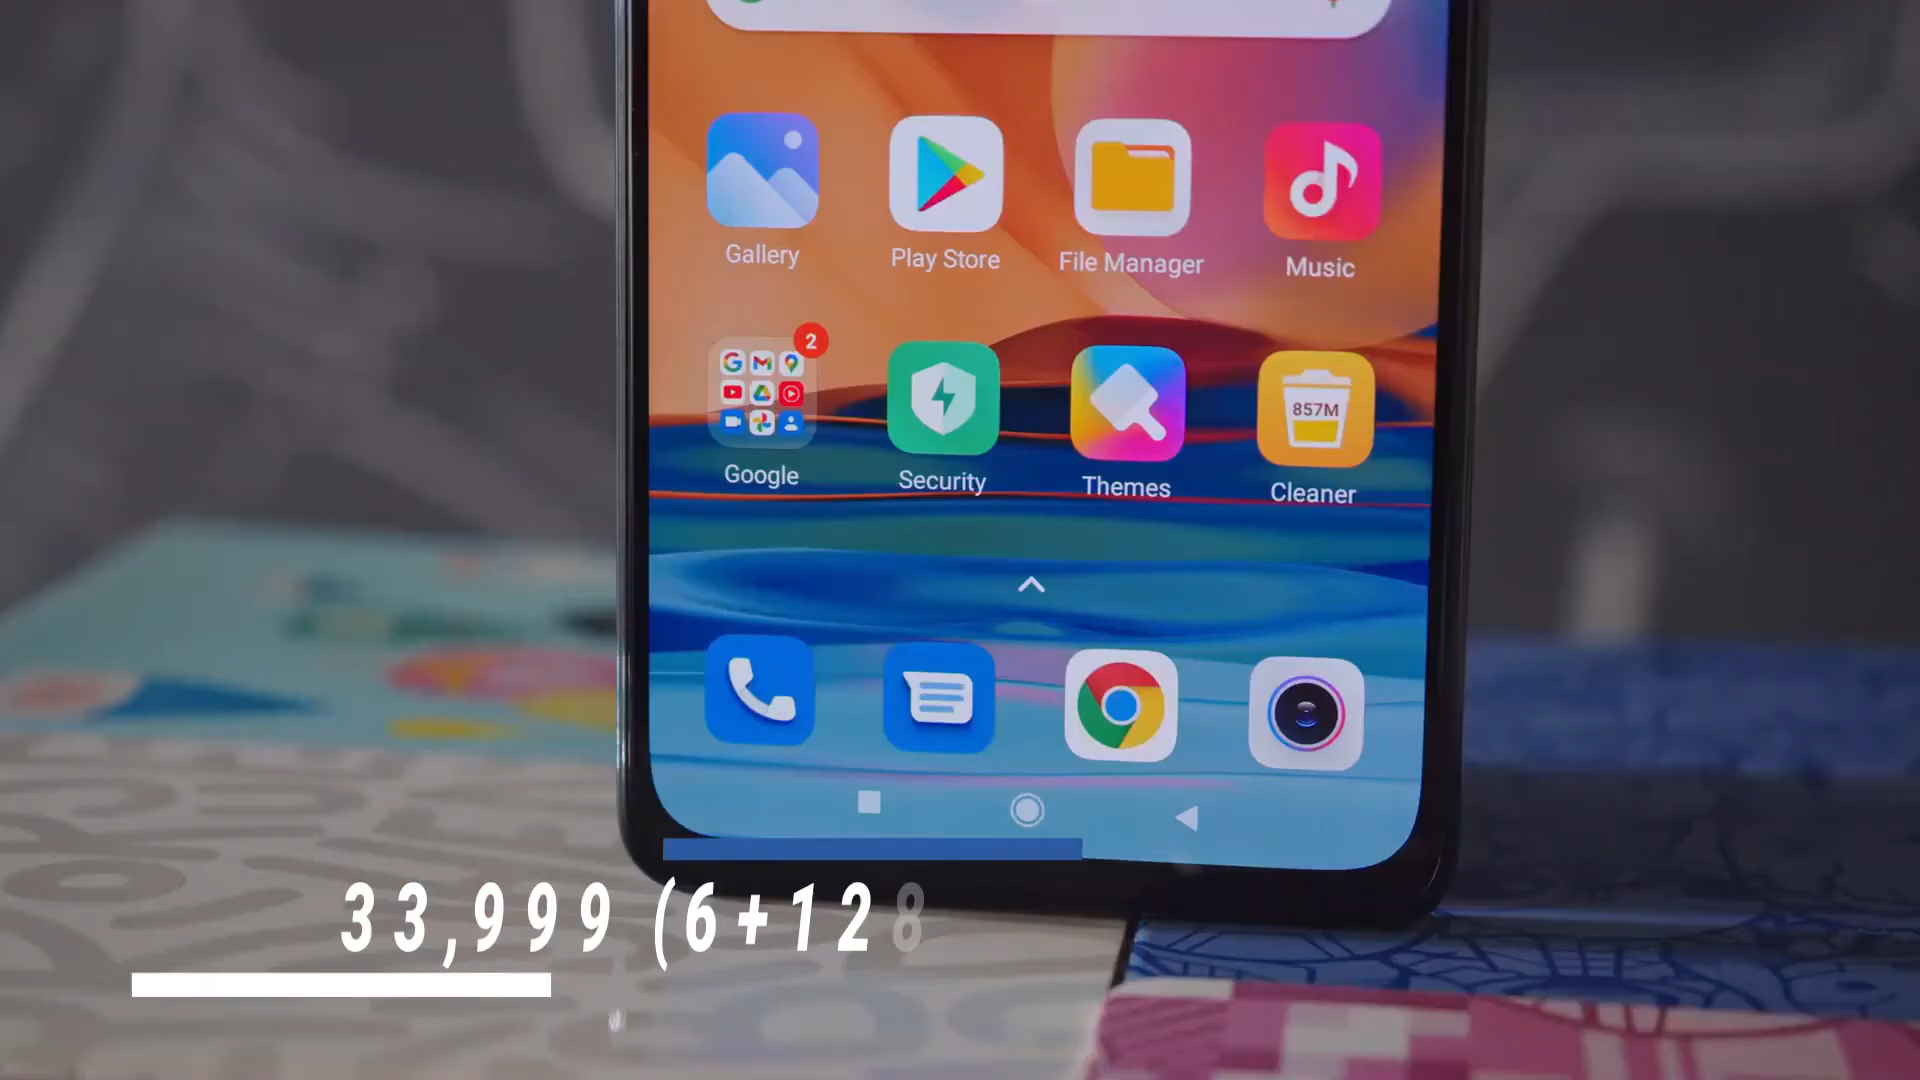 Gallery Play Store File Manager Music
2
857M
Google Security Themes Cleaner
33,999 (6+128